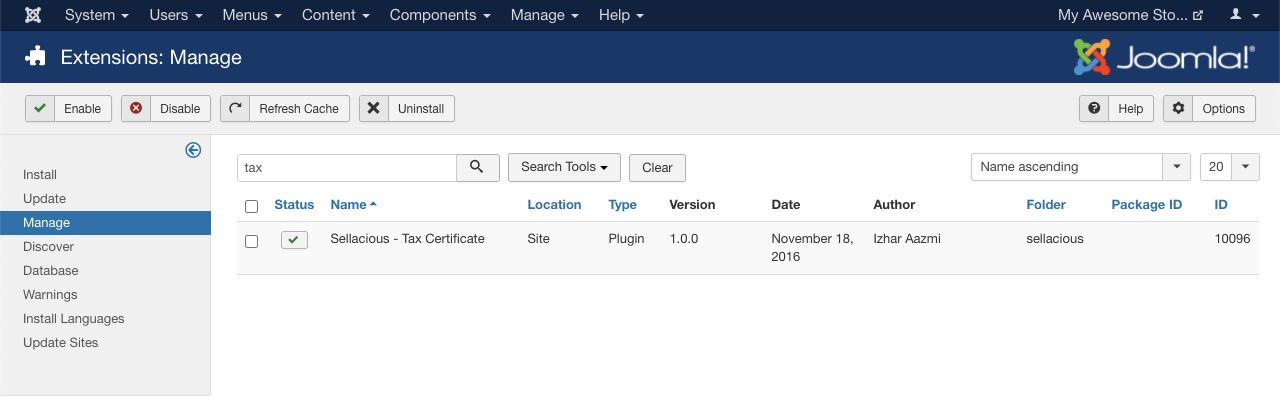 System Users Menus Content Components Manage Help My Awesome Sto...
Extensions: Manage Joomla!®
Enable Disable Refresh Cache Uninstall Help Options
Install
Update
Manage
Discover
Database
Warnings
Install Languages
Update Sites
tax Search Tools Clear Name ascending 20
Status Name Location Type Version Date Author Folder Package ID ID
Sellacious - Tax Certificate Site Plugin 1.0.0 November 18, Izhar Aazmi sellacious 10096
2016